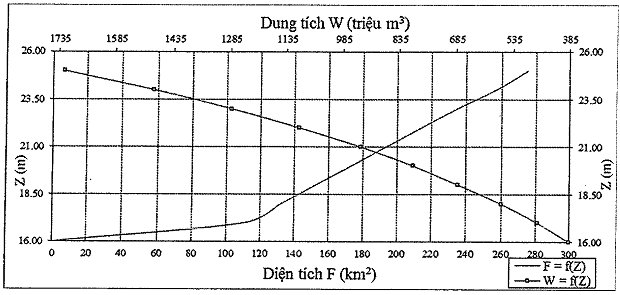 Dung tích W (triệu m³)
1735 1585 1435 1285 1135 985 835 685 535 385
26.00 26.00
23.50 23.50
21.00 21.00
18.50 18.50
16.00 16.00
Z (m) Z (m)
0 20 40 60 80 100 120 140 160 180 200 220 240 260 280 300
Diện tích F (km²)
F = f(Z)
W = f(Z)